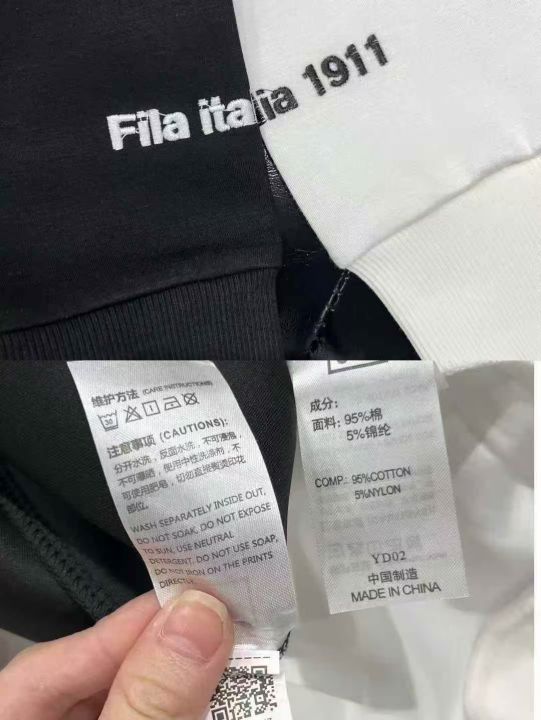 Fila italia 1911
维护方法 (CARE INSTRUCTIONS)
30
注意事项 (CAUTIONS):
分开水洗，反面水洗，不可浸泡，
不可曝晒，使用中性洗涤剂，不
可使用肥皂，切勿直接熨烫印花
部位。
WASH SEPARATELY INSIDE OUT,
DO NOT SOAK, DO NOT EXPOSE
TO SUN, USE NEUTRAL
DETERGENT, DO NOT USE SOAP,
DO NOT IRON ON THE PRINTS
DIRECTLY.
成分：
面料：95%棉
5%锦纶
COMP.: 95%COTTON
5%NYLON
YD02
中国制造
MADE IN CHINA